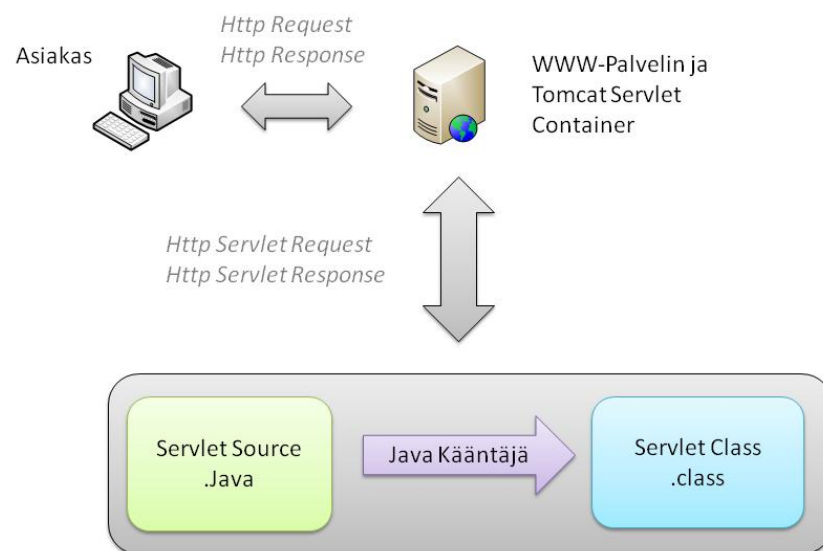 Http Request
Http Response
Asiakas
WWW-Palvelin ja
Tomcat Servlet
Container
Http Servlet Request
Http Servlet Response
Servlet Source
.Java
Java Kääntäjä
Servlet Class
.class